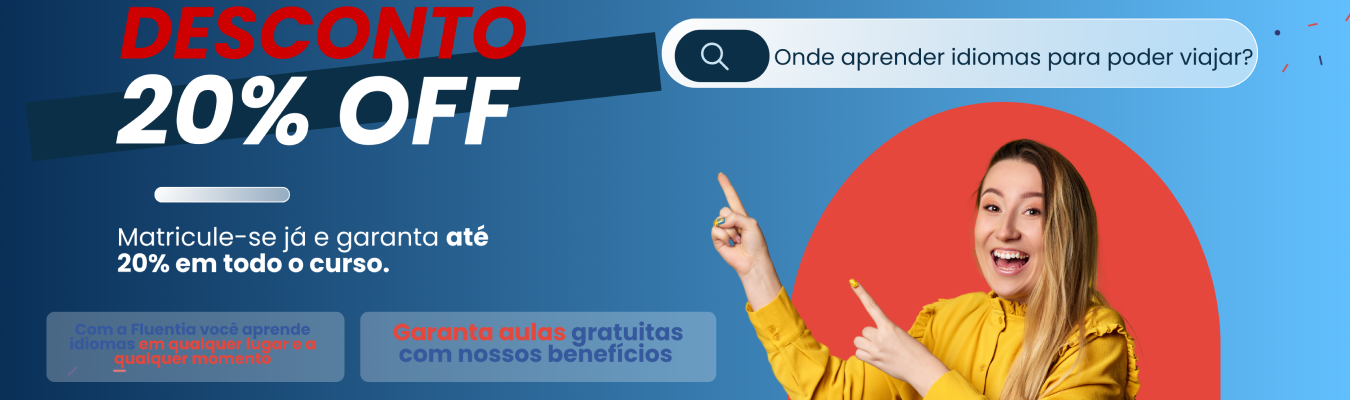 DESCONTO
20% OFF
Onde aprender idiomas para poder viajar?
Matricule-se já e garanta até
20% em todo o curso.
Com a Fluentia você aprende
idiomas em qualquer lugar e a
qualquer momento
Garanta aulas gratuitas
com nossos benefícios